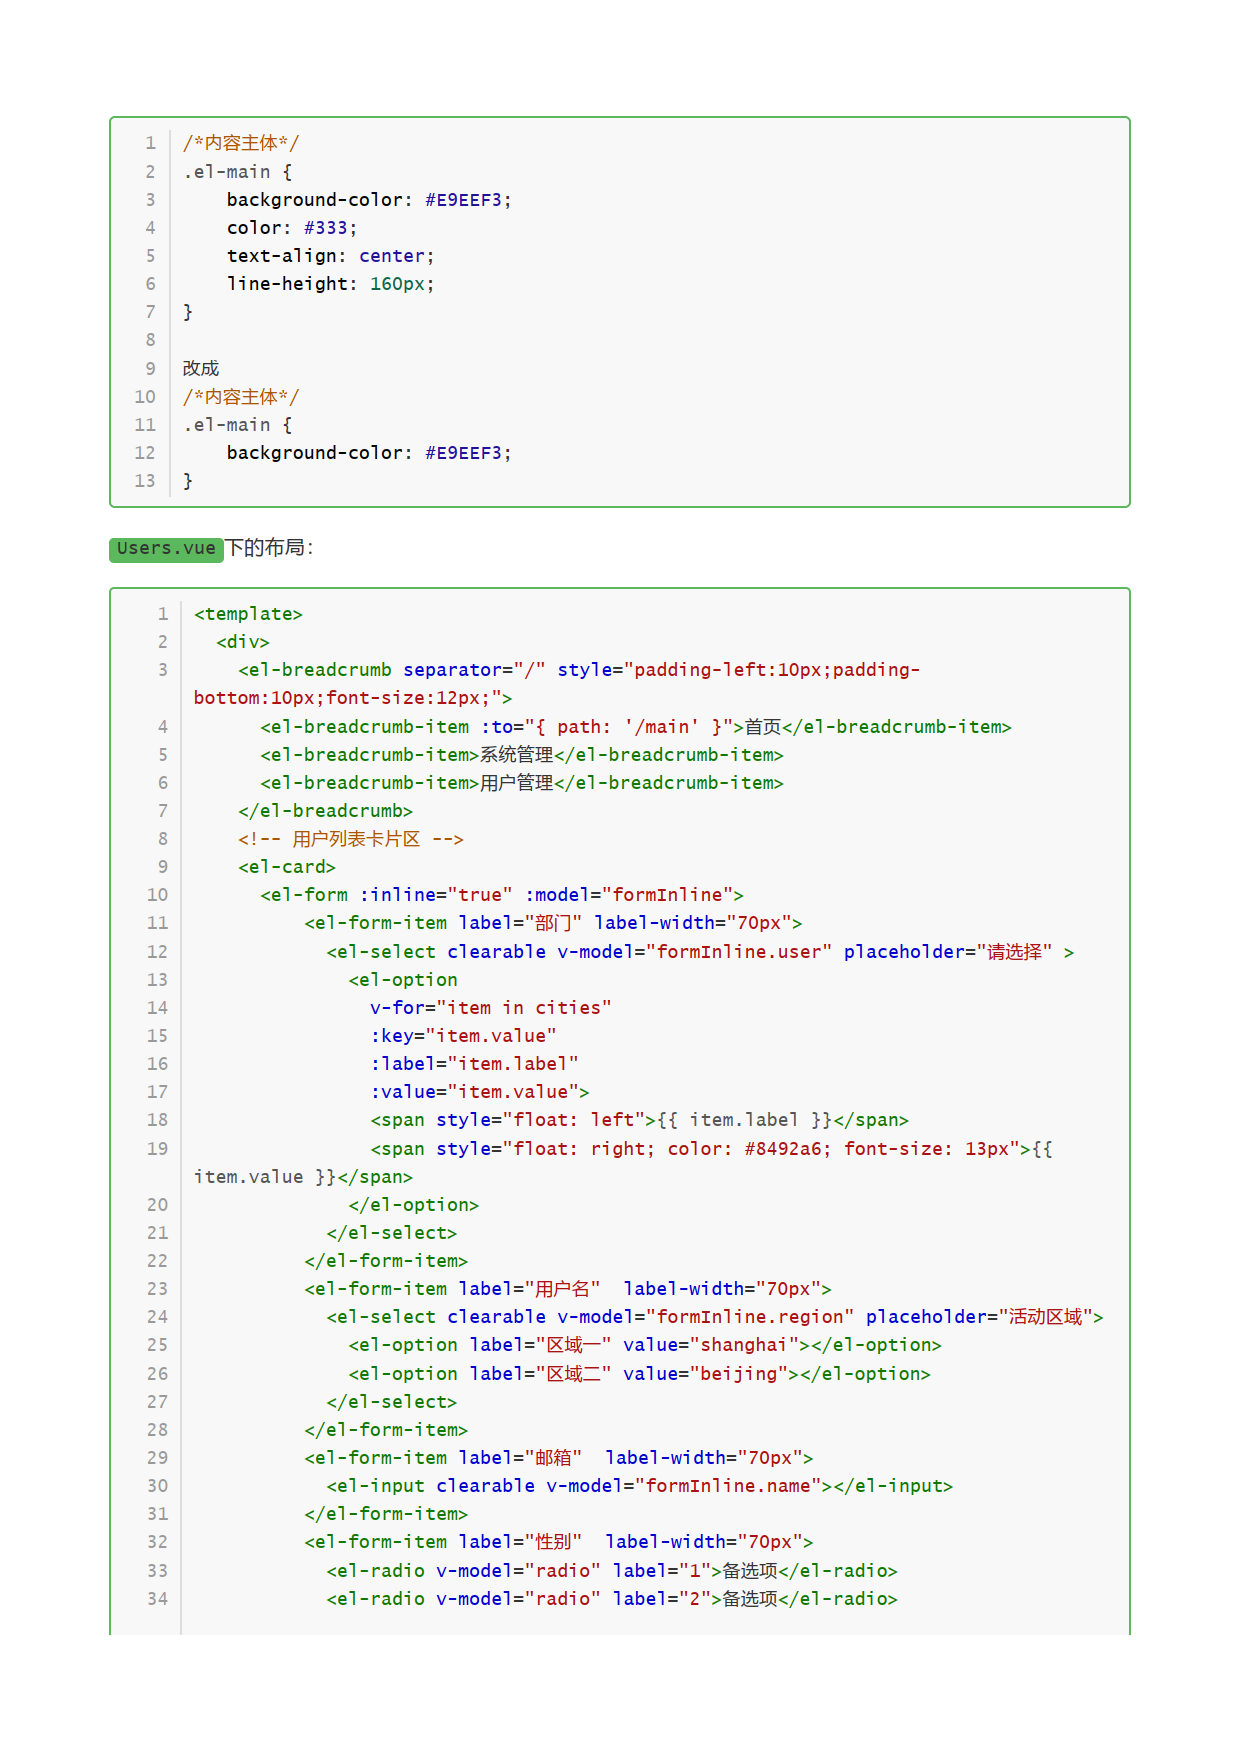 1 /*内容主体*/
2 .el-main {
3     background-color: #E9EEF3;
4     color: #333;
5     text-align: center;
6     line-height: 160px;
7 }
8
9 改成
10 /*内容主体*/
11 .el-main {
12     background-color: #E9EEF3;
13 }
Users.vue下的布局：
1 <template>
2   <div>
3     <el-breadcrumb separator="/" style="padding-left:10px;padding-
bottom:10px;font-size:12px;">
4       <el-breadcrumb-item :to="{ path: '/main' }">首页</el-breadcrumb-item>
5       <el-breadcrumb-item>系统管理</el-breadcrumb-item>
6       <el-breadcrumb-item>用户管理</el-breadcrumb-item>
7     </el-breadcrumb>
8     <!-- 用户列表卡片区 -->
9     <el-card>
10       <el-form :inline="true" :model="formInline">
11           <el-form-item label="部门" label-width="70px">
12             <el-select clearable v-model="formInline.user" placeholder="请选择" >
13               <el-option
14                 v-for="item in cities"
15                 :key="item.value"
16                 :label="item.label"
17                 :value="item.value">
18                 <span style="float: left">{{ item.label }}</span>
19                 <span style="float: right; color: #8492a6; font-size: 13px">{{
item.value }}</span>
20               </el-option>
21             </el-select>
22           </el-form-item>
23           <el-form-item label="用户名"  label-width="70px">
24             <el-select clearable v-model="formInline.region" placeholder="活动区域">
25               <el-option label="区域一" value="shanghai"></el-option>
26               <el-option label="区域二" value="beijing"></el-option>
27             </el-select>
28           </el-form-item>
29           <el-form-item label="邮箱"  label-width="70px">
30             <el-input clearable v-model="formInline.name"></el-input>
31           </el-form-item>
32           <el-form-item label="性别"  label-width="70px">
33             <el-radio v-model="radio" label="1">备选项</el-radio>
34             <el-radio v-model="radio" label="2">备选项</el-radio>